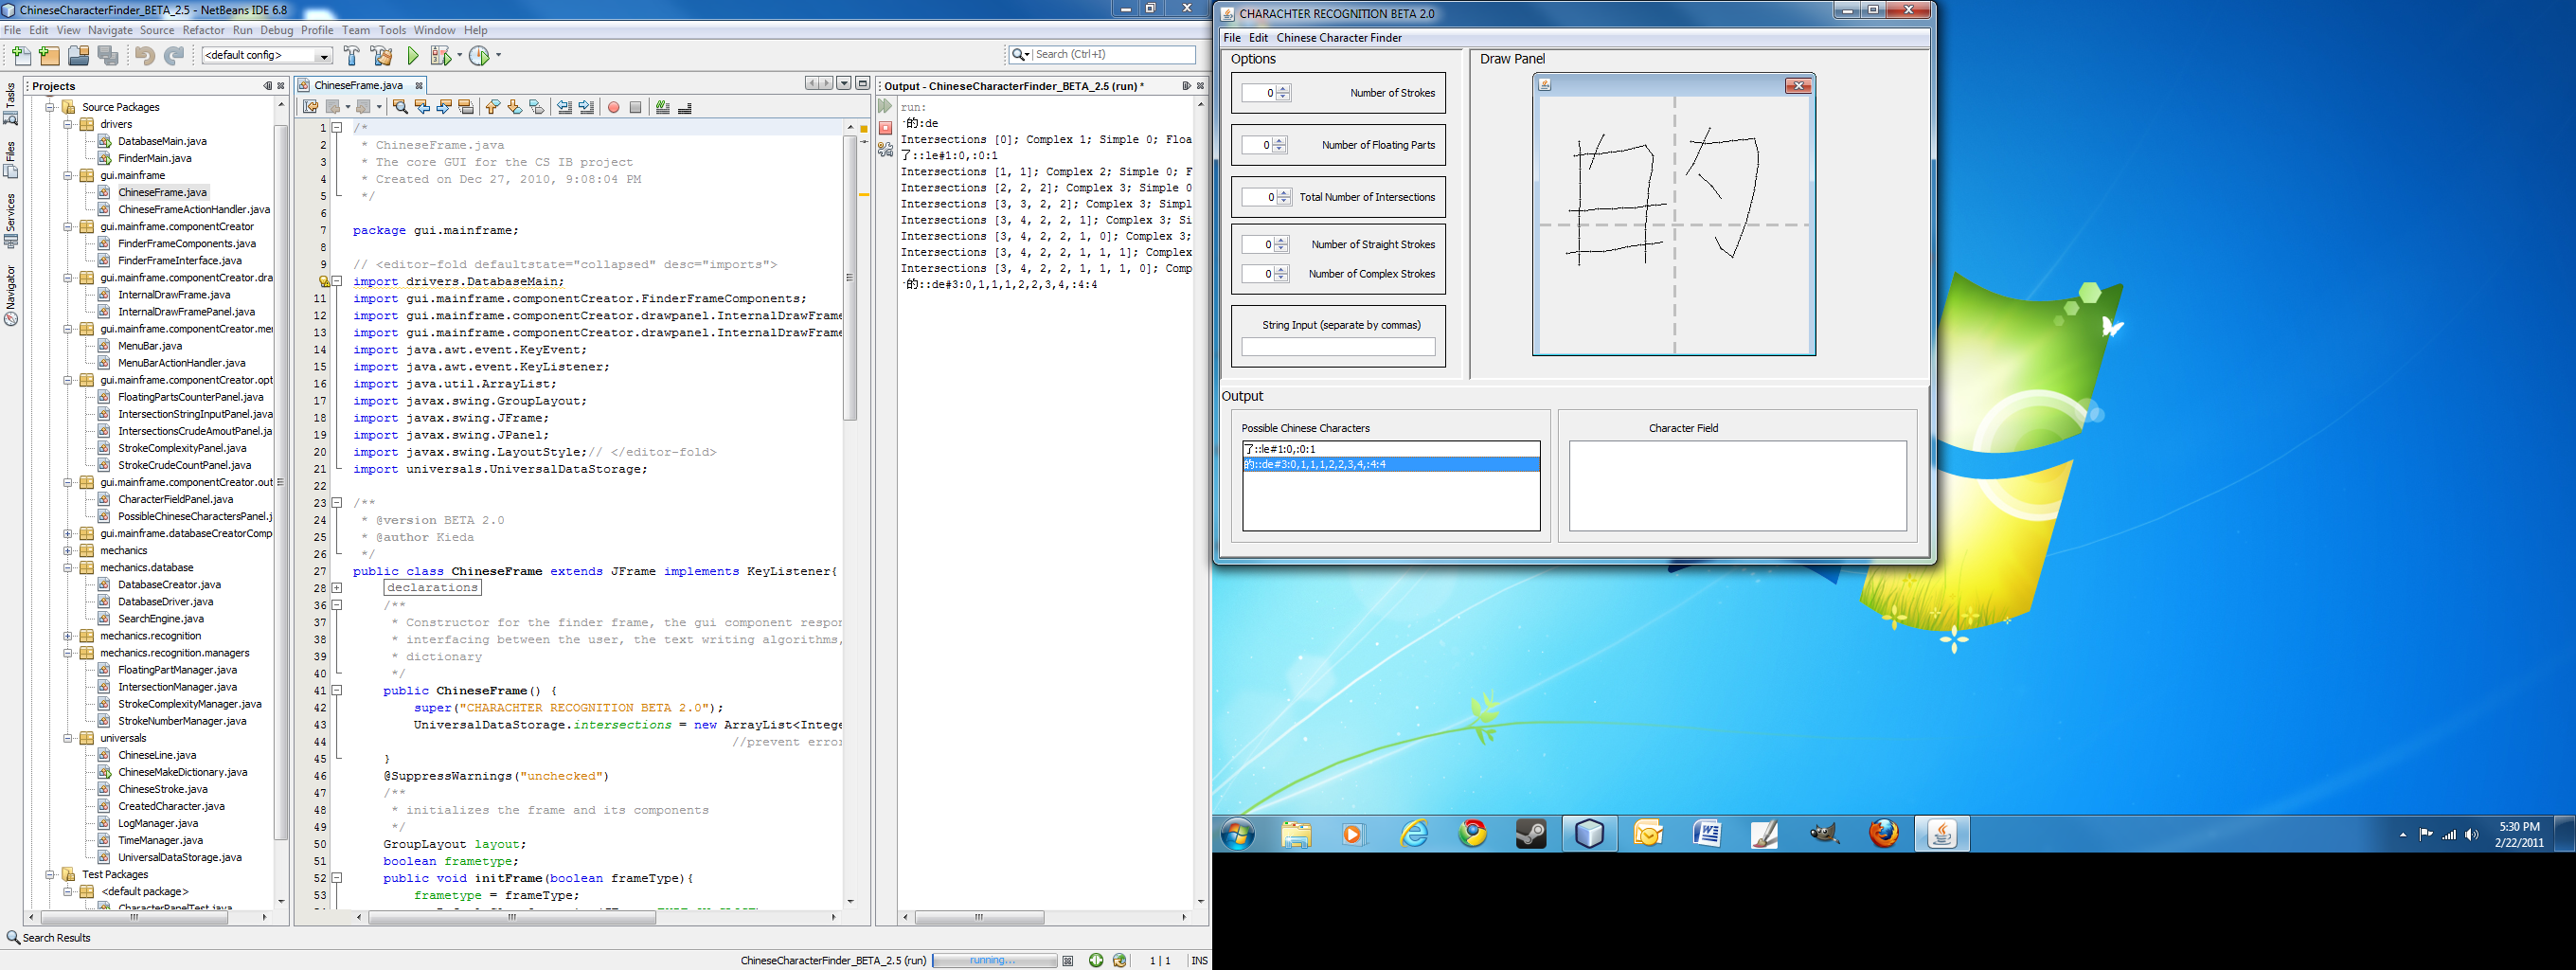 ChineseCharacterFinder_BETA_2.5 - NetBeans IDE 6.8
File Edit View Navigate Source Refactor Run Debug Profile Team Tools Window Help
<default config>
Search (Ctrl+I)
Tasks
Files
Services
Navigator
Projects
Source Packages
drivers
DatabaseMain.java
FinderMain.java
gui.mainframe
ChineseFrame.java
ChineseFrameActionHandler.java
gui.mainframe.componentCreator
FinderFrameComponents.java
FinderFrameInterface.java
gui.mainframe.componentCreator.dra
InternalDrawFrame.java
InternalDrawFramePanel.java
gui.mainframe.componentCreator.mer
MenuBar.java
MenuBarActionHandler.java
gui.mainframe.componentCreator.opt
FloatingPartsCounterPanel.java
IntersectionStringInputPanel.java
IntersectionsCrudeAmoutPanel.ja
StrokeComplexityPanel.java
StrokeCrudeCountPanel.java
gui.mainframe.componentCreator.out
CharacterFieldPanel.java
PossibleChineseCharactersPanel.j
gui.mainframe.databaseCreatorComp
mechanics
mechanics.database
DatabaseCreator.java
DatabaseDriver.java
SearchEngine.java
mechanics.recognition
mechanics.recognition.managers
FloatingPartManager.java
IntersectionManager.java
StrokeComplexityManager.java
StrokeNumberManager.java
universals
ChineseLine.java
ChineseMakeDictionary.java
ChineseStroke.java
CreatedCharacter.java
LogManager.java
TimeManager.java
UniversalDataStorage.java
Test Packages
<default package>
CharacterPanelTest.java
Search Results
ChineseFrame.java
1 /*
2 * ChineseFrame.java
3 * The core GUI for the CS IB project
4 * Created on Dec 27, 2010, 9:08:04 PM
5 */
6
7 package gui.mainframe;
8
9 // <editor-fold defaultstate="collapsed" desc="imports">
import drivers.DatabaseMain;
11 import gui.mainframe.componentCreator.FinderFrameComponents;
12 import gui.mainframe.componentCreator.drawpanel.InternalDrawFrame
13 import gui.mainframe.componentCreator.drawpanel.InternalDrawFrame
14 import java.awt.event.KeyEvent;
15 import java.awt.event.KeyListener;
16 import java.util.ArrayList;
17 import javax.swing.GroupLayout;
18 import javax.swing.JFrame;
19 import javax.swing.JPanel;
20 import javax.swing.LayoutStyle;// </editor-fold>
21 import universals.UniversalDataStorage;
22
23 /**
24 * @version BETA 2.0
25 * @author Kieda
26 */
27 public class ChineseFrame extends JFrame implements KeyListener{
28 declarations
36 /**
37 * Constructor for the finder frame, the gui component respon
38 * interfacing between the user, the text writing algorithms,
39 * dictionary
40 */
41 public ChineseFrame() {
42 super("CHARACHTER RECOGNITION BETA 2.0");
43 UniversalDataStorage.intersections = new ArrayList<Intege
44 //prevent error
45 }
46 @SuppressWarnings("unchecked")
47 /**
48 * initializes the frame and its components
49 */
50 GroupLayout layout;
51 boolean frametype;
52 public void initFrame(boolean frameType){
53 frametype = frameType;
Output - ChineseCharacterFinder_BETA_2.5 (run) *
run:
·的:de
Intersections [0]; Complex 1; Simple 0; Floa
了::le#1:0,:0:1
Intersections [1, 1]; Complex 2; Simple 0; F
Intersections [2, 2, 2]; Complex 3; Simple 0
Intersections [3, 3, 2, 2]; Complex 3; Simpl
Intersections [3, 4, 2, 2, 1]; Complex 3; Si
Intersections [3, 4, 2, 2, 1, 0]; Complex 3;
Intersections [3, 4, 2, 2, 1, 1, 1]; Complex
Intersections [3, 4, 2, 2, 1, 1, 1, 0]; Comp
·的::de#3:0,1,1,1,2,2,3,4,:4:4
ChineseCharacterFinder_BETA_2.5 (run) running... 1 | 1 INS
CHARACHTER RECOGNITION BETA 2.0
File Edit Chinese Character Finder
Options
0 Number of Strokes
0 Number of Floating Parts
0 Total Number of Intersections
0 Number of Straight Strokes
0 Number of Complex Strokes
String Input (separate by commas)
Draw Panel
的
Output
Possible Chinese Characters
了::le#1:0,:0:1
的::de#3:0,1,1,1,2,2,3,4,:4:4
Character Field
5:30 PM
2/22/2011